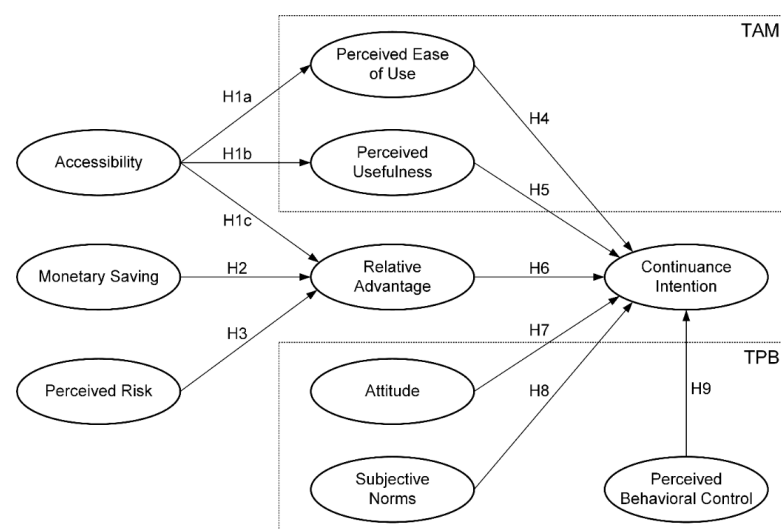 TAM
Perceived Ease
of Use
H1a
H4
Accessibility
H1b
Perceived
Usefulness
H5
H1c
Monetary Saving
H2
Relative
Advantage
H6
Continuance
Intention
H3
H7
TPB
Perceived Risk
Attitude
H8
H9
Subjective
Norms
Perceived
Behavioral Control